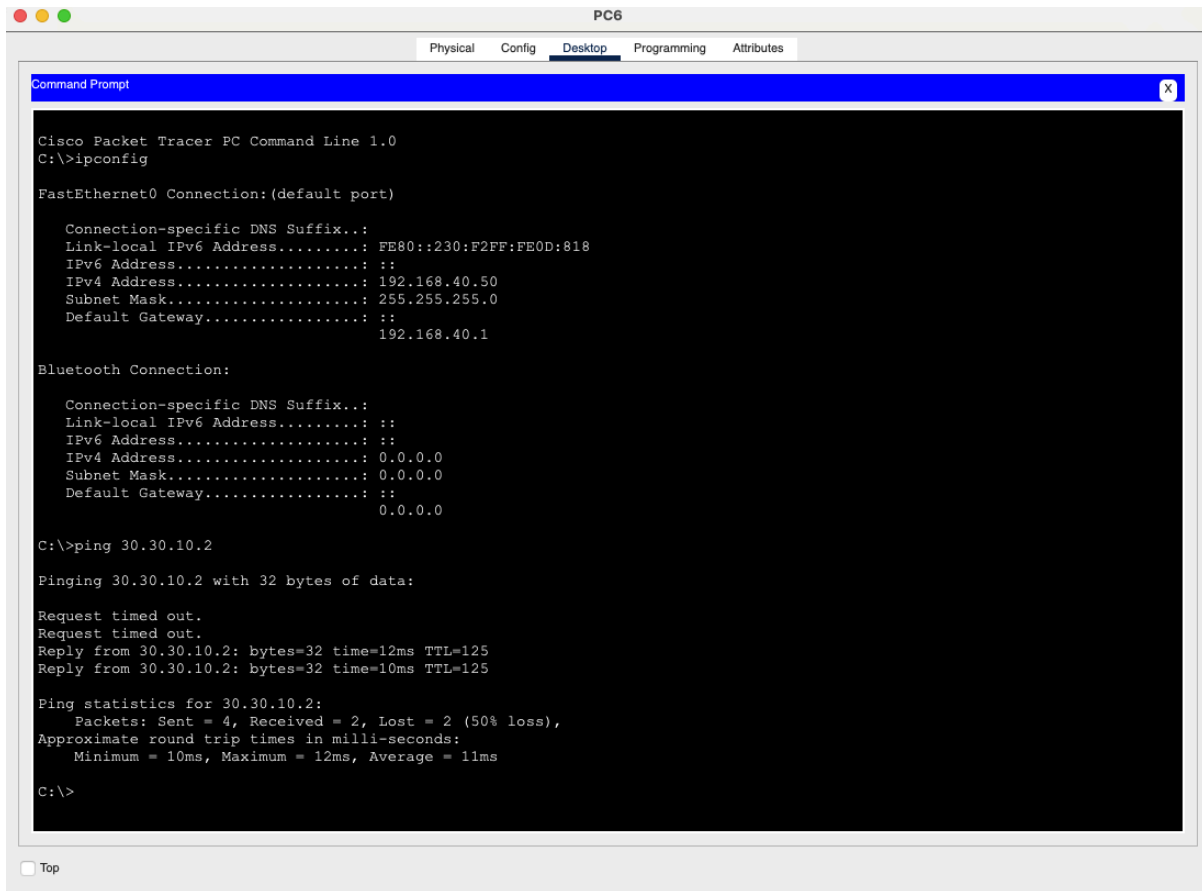 PC6
Physical Config Desktop Programming Attributes
Command Prompt
X
Cisco Packet Tracer PC Command Line 1.0
C:\>ipconfig
FastEthernet0 Connection:(default port)
Connection-specific DNS Suffix..:
Link-local IPv6 Address.........: FE80::230:F2FF:FE0D:818
IPv6 Address....................: ::
IPv4 Address....................: 192.168.40.50
Subnet Mask.....................: 255.255.255.0
Default Gateway.................: ::
192.168.40.1
Bluetooth Connection:
Connection-specific DNS Suffix..:
Link-local IPv6 Address.........: ::
IPv6 Address....................: ::
IPv4 Address....................: 0.0.0.0
Subnet Mask.....................: 0.0.0.0
Default Gateway.................: ::
0.0.0.0
C:\>ping 30.30.10.2
Pinging 30.30.10.2 with 32 bytes of data:
Request timed out.
Request timed out.
Reply from 30.30.10.2: bytes=32 time=12ms TTL=125
Reply from 30.30.10.2: bytes=32 time=10ms TTL=125
Ping statistics for 30.30.10.2:
Packets: Sent = 4, Received = 2, Lost = 2 (50% loss),
Approximate round trip times in milli-seconds:
Minimum = 10ms, Maximum = 12ms, Average = 11ms
C:\>
Top